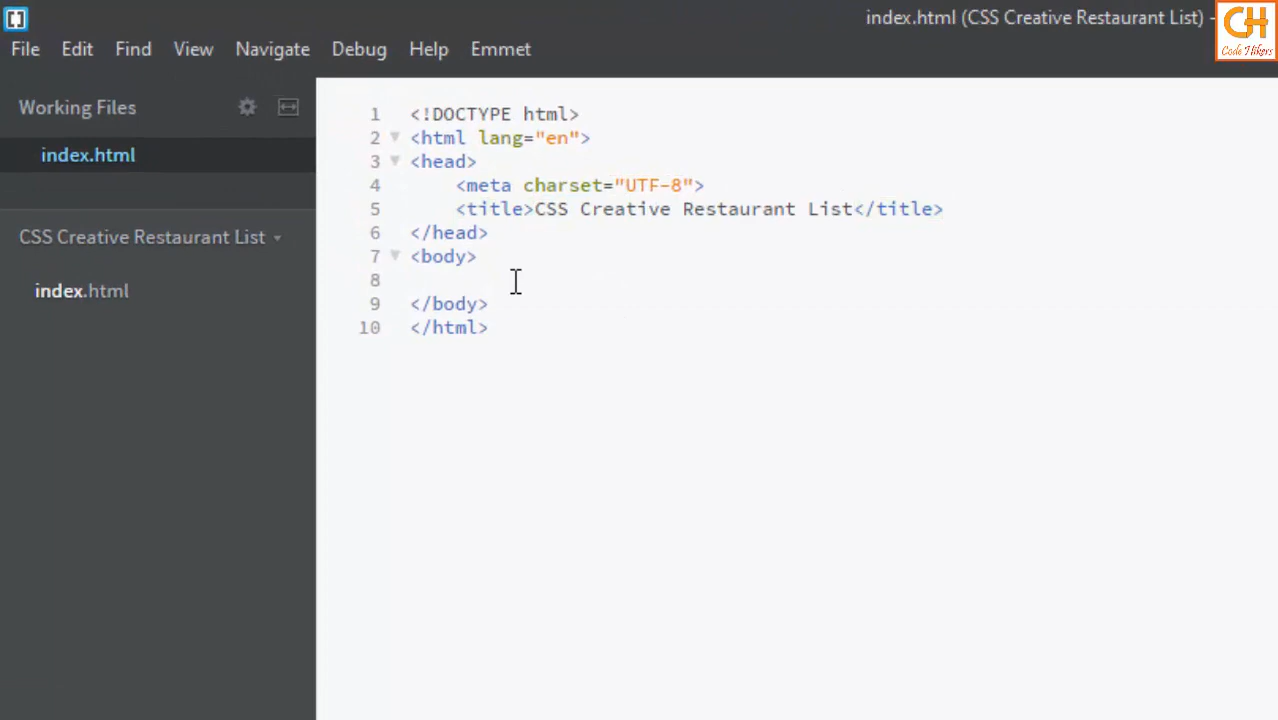 index.html (CSS Creative Restaurant List) -
CH
Code Hikers
File Edit Find View Navigate Debug Help Emmet
Working Files
index.html
CSS Creative Restaurant List
index.html
1 <!DOCTYPE html>
2 <html lang="en">
3 <head>
4 <meta charset="UTF-8">
5 <title>CSS Creative Restaurant List</title>
6 </head>
7 <body>
8
9 </body>
10 </html>